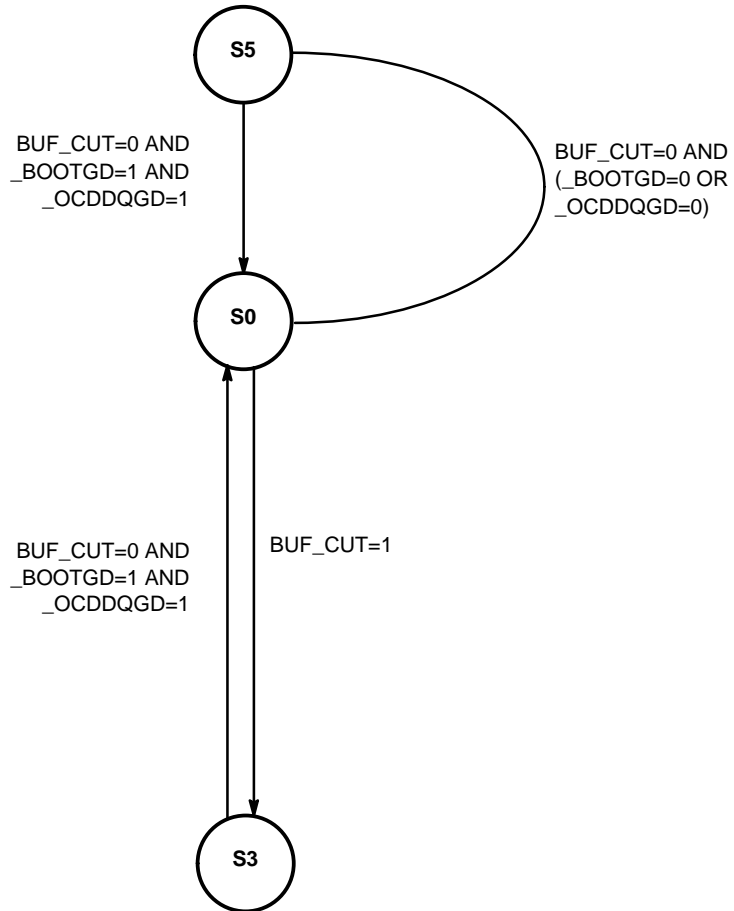 S5
BUF_CUT=0 AND
_BOOTGD=1 AND
_OCDDQGD=1
BUF_CUT=0 AND
(_BOOTGD=0 OR
_OCDDQGD=0)
S0
BUF_CUT=0 AND
_BOOTGD=1 AND
_OCDDQGD=1
BUF_CUT=1
S3